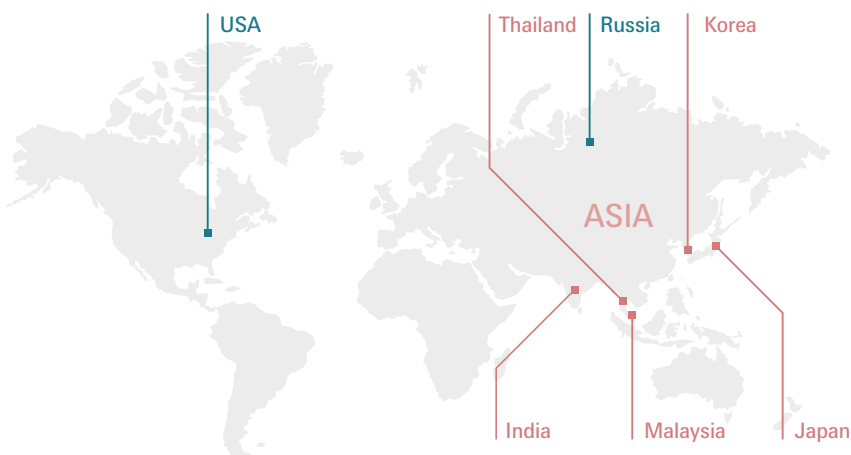 USA
Thailand
Russia
Korea
ASIA
India
Malaysia
Japan